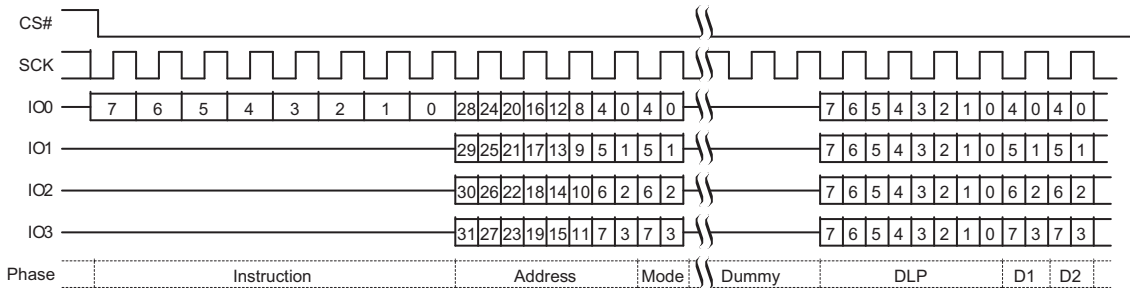 CS#
SCK
IO0 7 6 5 4 3 2 1 0 28 24 20 16 12 8 4 0 4 0 7 6 5 4 3 2 1 0 4 0 4 0
IO1 29 25 21 17 13 9 5 1 5 1 7 6 5 4 3 2 1 0 5 1 5 1
IO2 30 26 22 18 14 10 6 2 6 2 7 6 5 4 3 2 1 0 6 2 6 2
IO3 31 27 23 19 15 11 7 3 7 3 7 6 5 4 3 2 1 0 7 3 7 3
Phase Instruction Address Mode Dummy DLP D1 D2